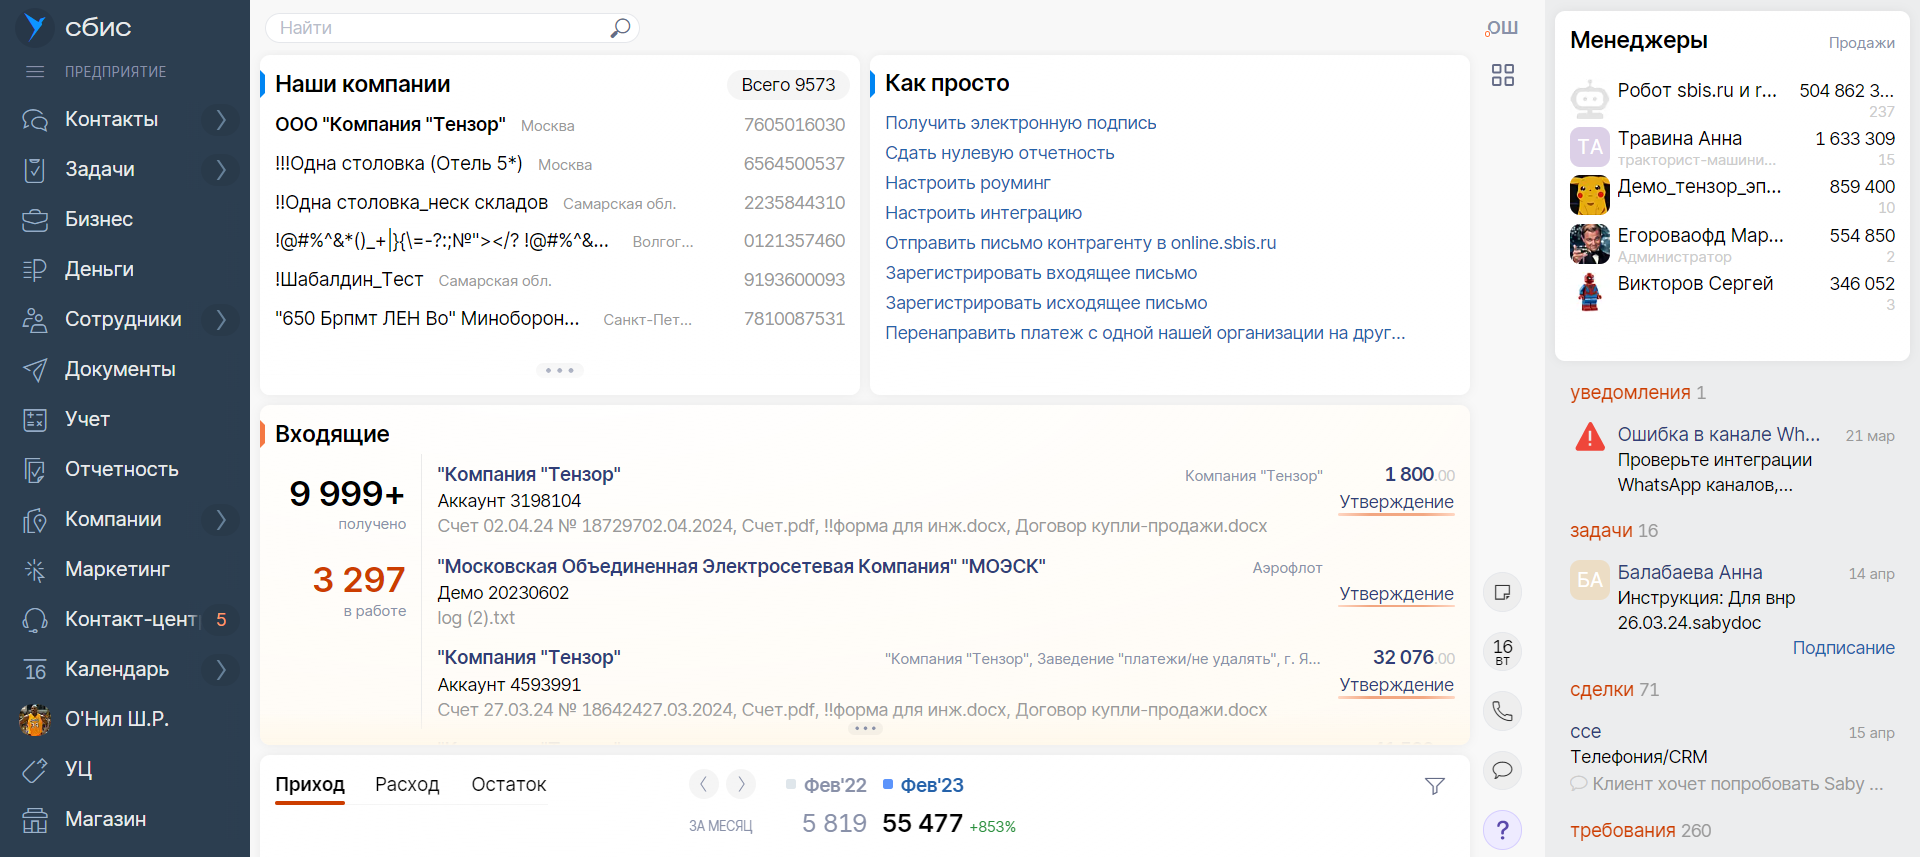 сбис
ПРЕДПРИЯТИЕ
Контакты
Задачи
Бизнес
Деньги
Сотрудники
Документы
Учет
Отчетность
Компании
Маркетинг
Контакт-цент 5
16 Календарь
О'Нил Ш.Р.
УЦ
Магазин
Найти
Наши компании Всего 9573
ООО "Компания "Тензор" Москва 7605016030
!!!Одна столовка (Отель 5*) Москва 6564500537
!!Одна столовка_неск складов Самарская обл. 2235844310
!@#%^&*()_+|}{\=-?:;№"></? !@#%^&... Волгог... 0121357460
!Шабалдин_Тест Самарская обл. 9193600093
"650 Брпмт ЛЕН Во" Миноборон... Санкт-Пет... 7810087531
Как просто
Получить электронную подпись
Сдать нулевую отчетность
Настроить роуминг
Настроить интеграцию
Отправить письмо контрагенту в online.sbis.ru
Зарегистрировать входящее письмо
Зарегистрировать исходящее письмо
Перенаправить платеж с одной нашей организации на друг...
Входящие
9 999+
получено
3 297
в работе
"Компания "Тензор" Компания "Тензор" 1 800.00
Аккаунт 3198104 Утверждение
Счет 02.04.24 № 18729702.04.2024, Счет.pdf, !!форма для инж.docx, Договор купли-продажи.docx
"Московская Объединенная Электросетевая Компания" "МОЭСК" Аэрофлот
Демо 20230602 Утверждение
log (2).txt
"Компания "Тензор" "Компания "Тензор", Заведение "платежи/не удалять", г. Я... 32 076.00
Аккаунт 4593991 Утверждение
Счет 27.03.24 № 18642427.03.2024, Счет.pdf, !!форма для инж.docx, Договор купли-продажи.docx
Приход Расход Остаток Фев'22 Фев'23
ЗА МЕСЯЦ 5 819 55 477 +853%
0ОШ
16
ВТ
?
Менеджеры Продажи
Робот sbis.ru и r... 504 862 3...
237
ТА Травина Анна 1 633 309
тракторист-машини... 15
Демо_тензор_эп... 859 400
10
Егороваофд Мар... 554 850
Администратор 2
Викторов Сергей 346 052
3
уведомления 1
Ошибка в канале Wh... 21 мар
Проверьте интеграции
WhatsApp каналов,...
задачи 16
БА Балабаева Анна 14 апр
Инструкция: Для внр
26.03.24.sabydoc
Подписание
сделки 71
ссе 15 апр
Телефония/CRM
Клиент хочет попробовать Saby ...
требования 260